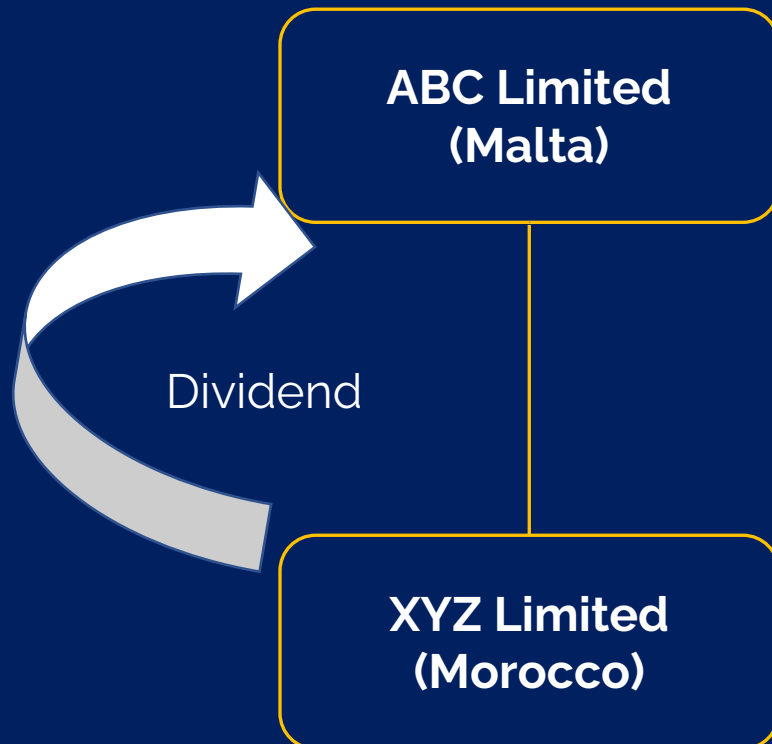 ABC Limited
(Malta)
Dividend
XYZ Limited
(Morocco)